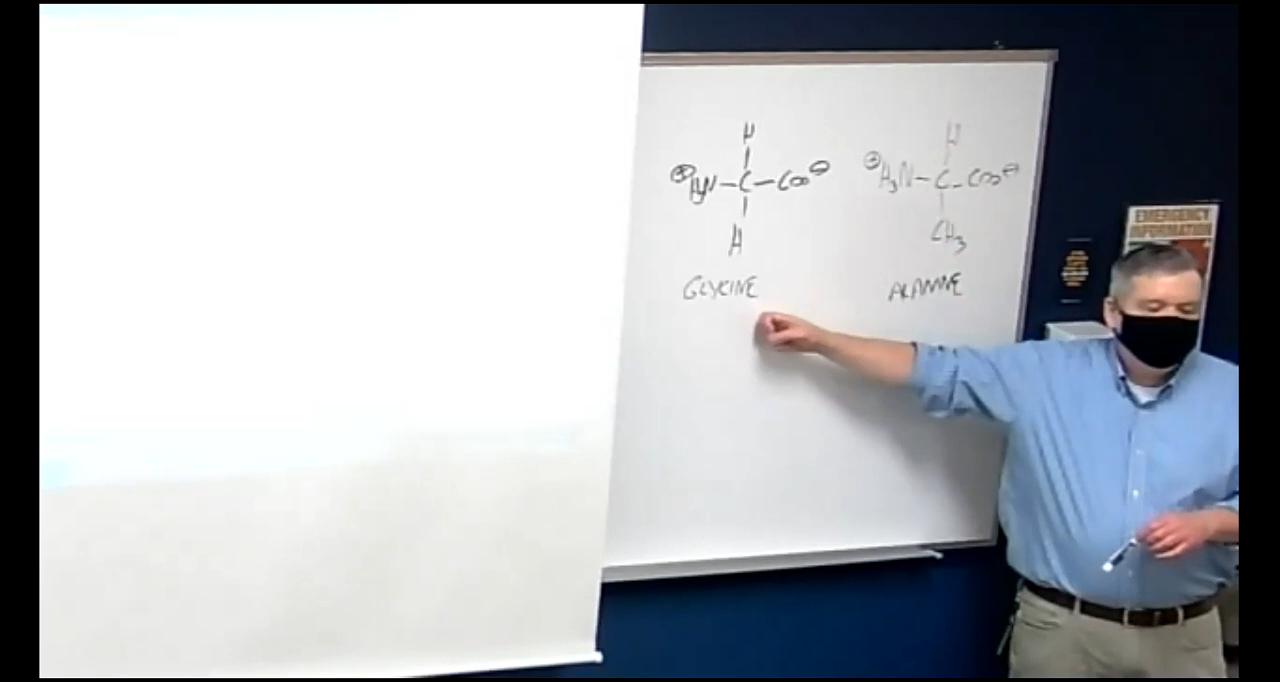 H
⊕H₃N-C-COO⊖
H
GLYCINE
H
⊕H₃N-C-COO⊖
CH₃
ALANINE
EMERGENCY
INFORMATION